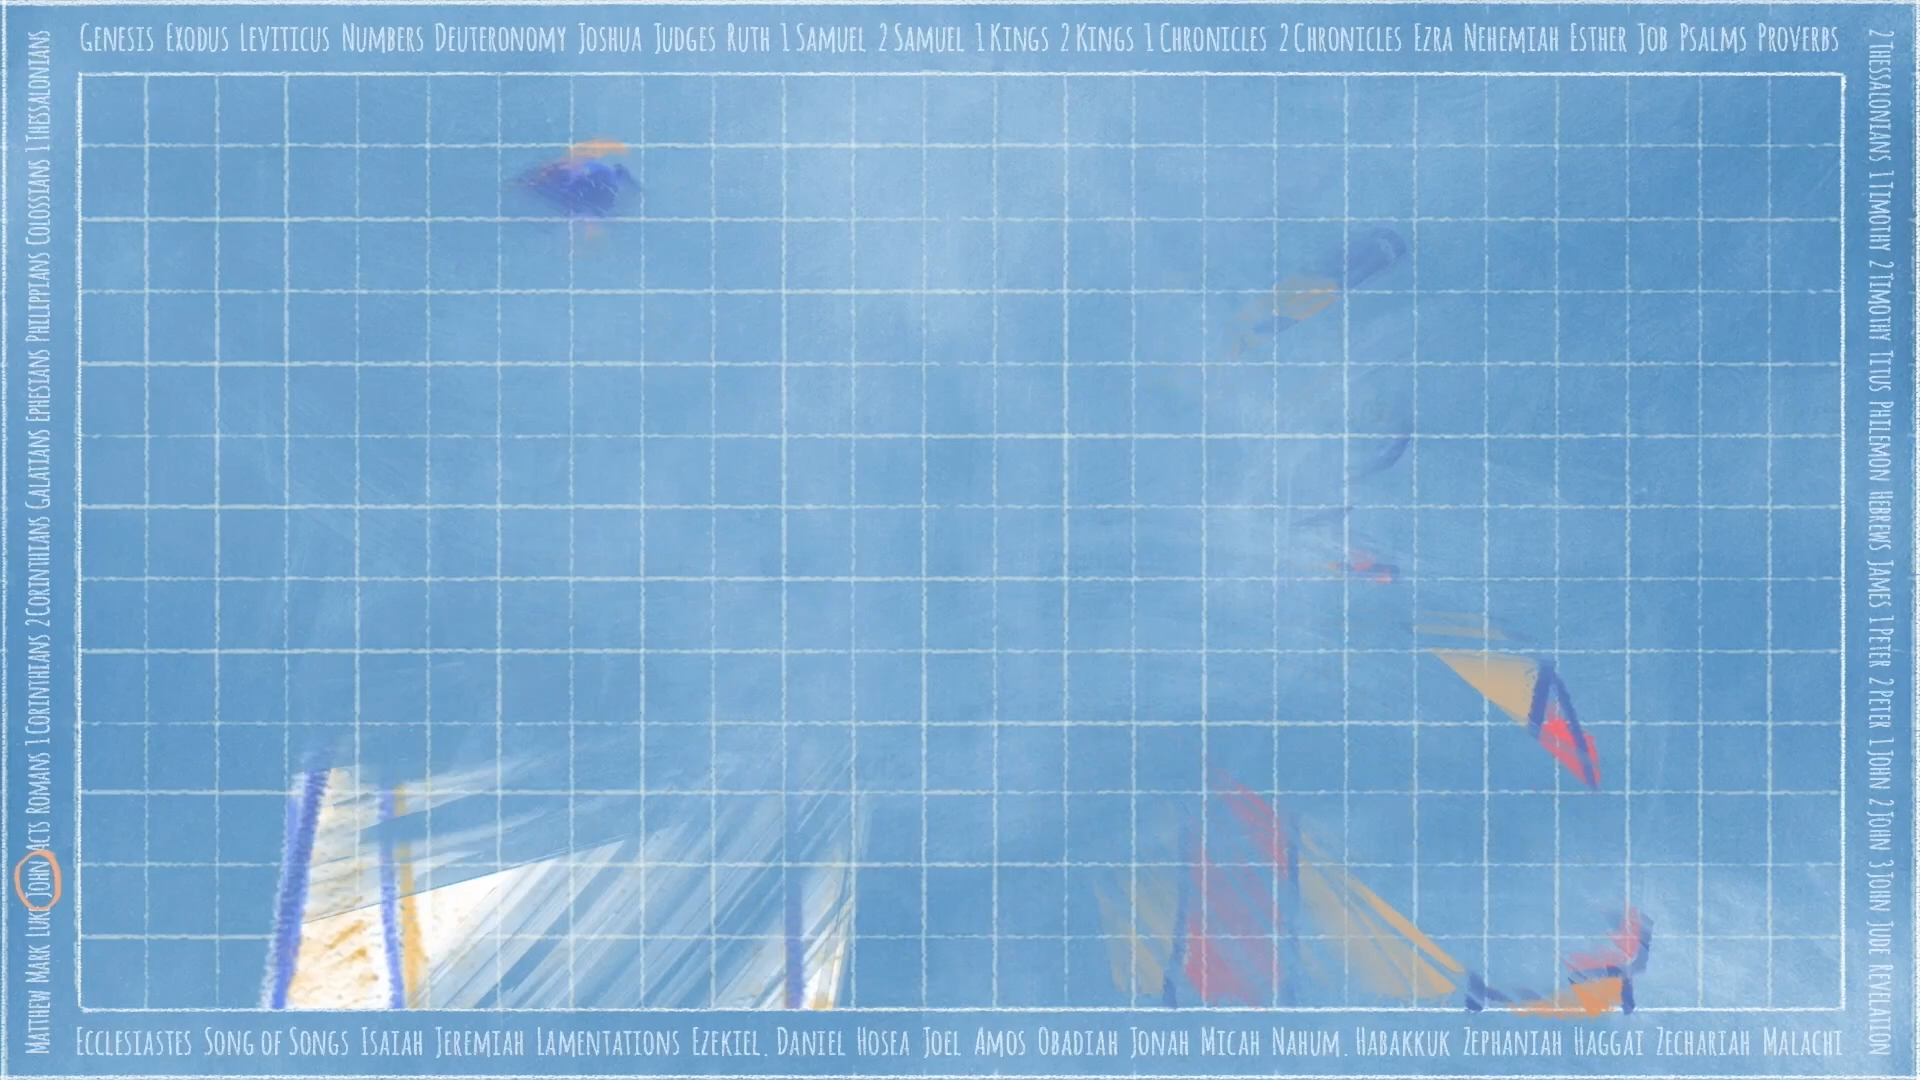 Genesis Exodus Leviticus Numbers Deuteronomy Joshua Judges Ruth 1 Samuel 2 Samuel 1 Kings 2 Kings 1 Chronicles 2 Chronicles Ezra Nehemiah Esther Job Psalms Proverbs
Ecclesiastes Song of Songs Isaiah Jeremiah Lamentations Ezekiel. Daniel Hosea Joel Amos Obadiah Jonah Micah Nahum. Habakkuk Zephaniah Haggai Zechariah Malachi
Matthew Mark Luke John Acts Romans 1 Corinthians 2 Corinthians Galatians Ephesians Philippians Colossians 1 Thessalonians
2 Thessalonians 1 Timothy 2 Timothy Titus Philemon Hebrews James 1 Peter 2 Peter 1 John 2 John 3 John Jude Revelation